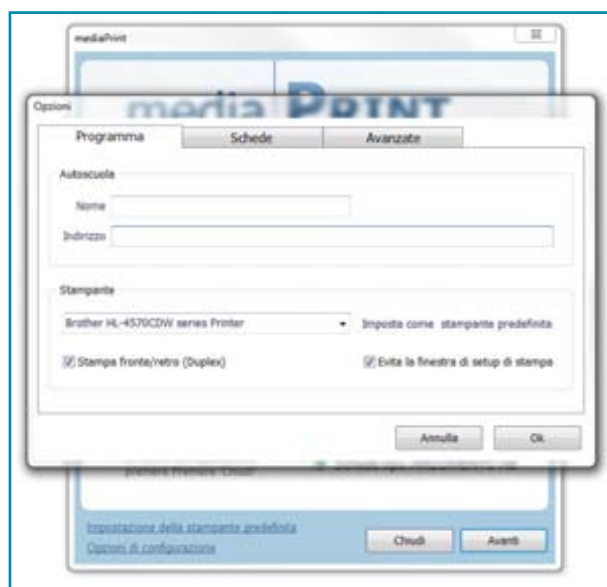 mediaPrint
media PRINT
Opzioni
Programma Schede Avanzate
Autoscuola
Nome
Indirizzo
Stampante
Brother HL-4570CDW series Printer Imposta come stampante predefinita
Stampa fronte/retro (Duplex) Evita la finestra di setup di stampa
Annulla Ok
Impostazione della stampante predefinita
Opzioni di configurazione
Chiudi Avanti